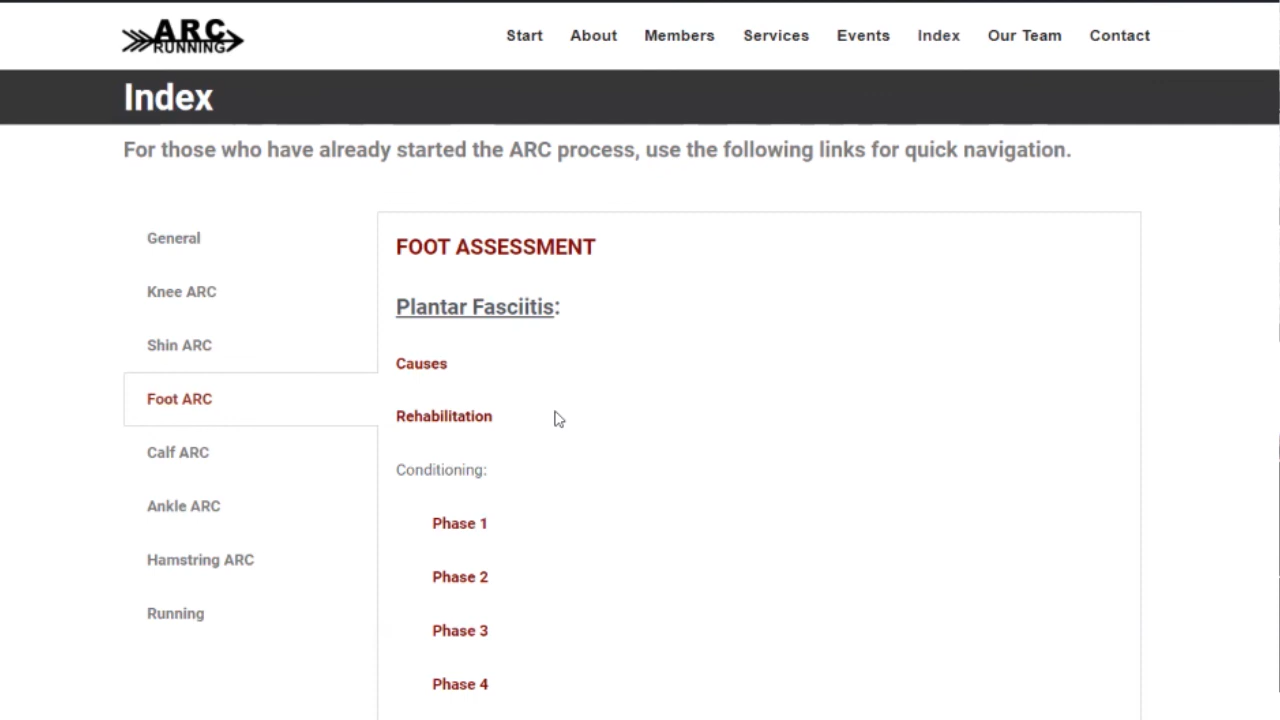 ARC
RUNNING
Start About Members Services Events Index Our Team Contact
Index
For those who have already started the ARC process, use the following links for quick navigation.
General
Knee ARC
Shin ARC
Foot ARC
Calf ARC
Ankle ARC
Hamstring ARC
Running
FOOT ASSESSMENT
Plantar Fasciitis:
Causes
Rehabilitation
Conditioning:
Phase 1
Phase 2
Phase 3
Phase 4